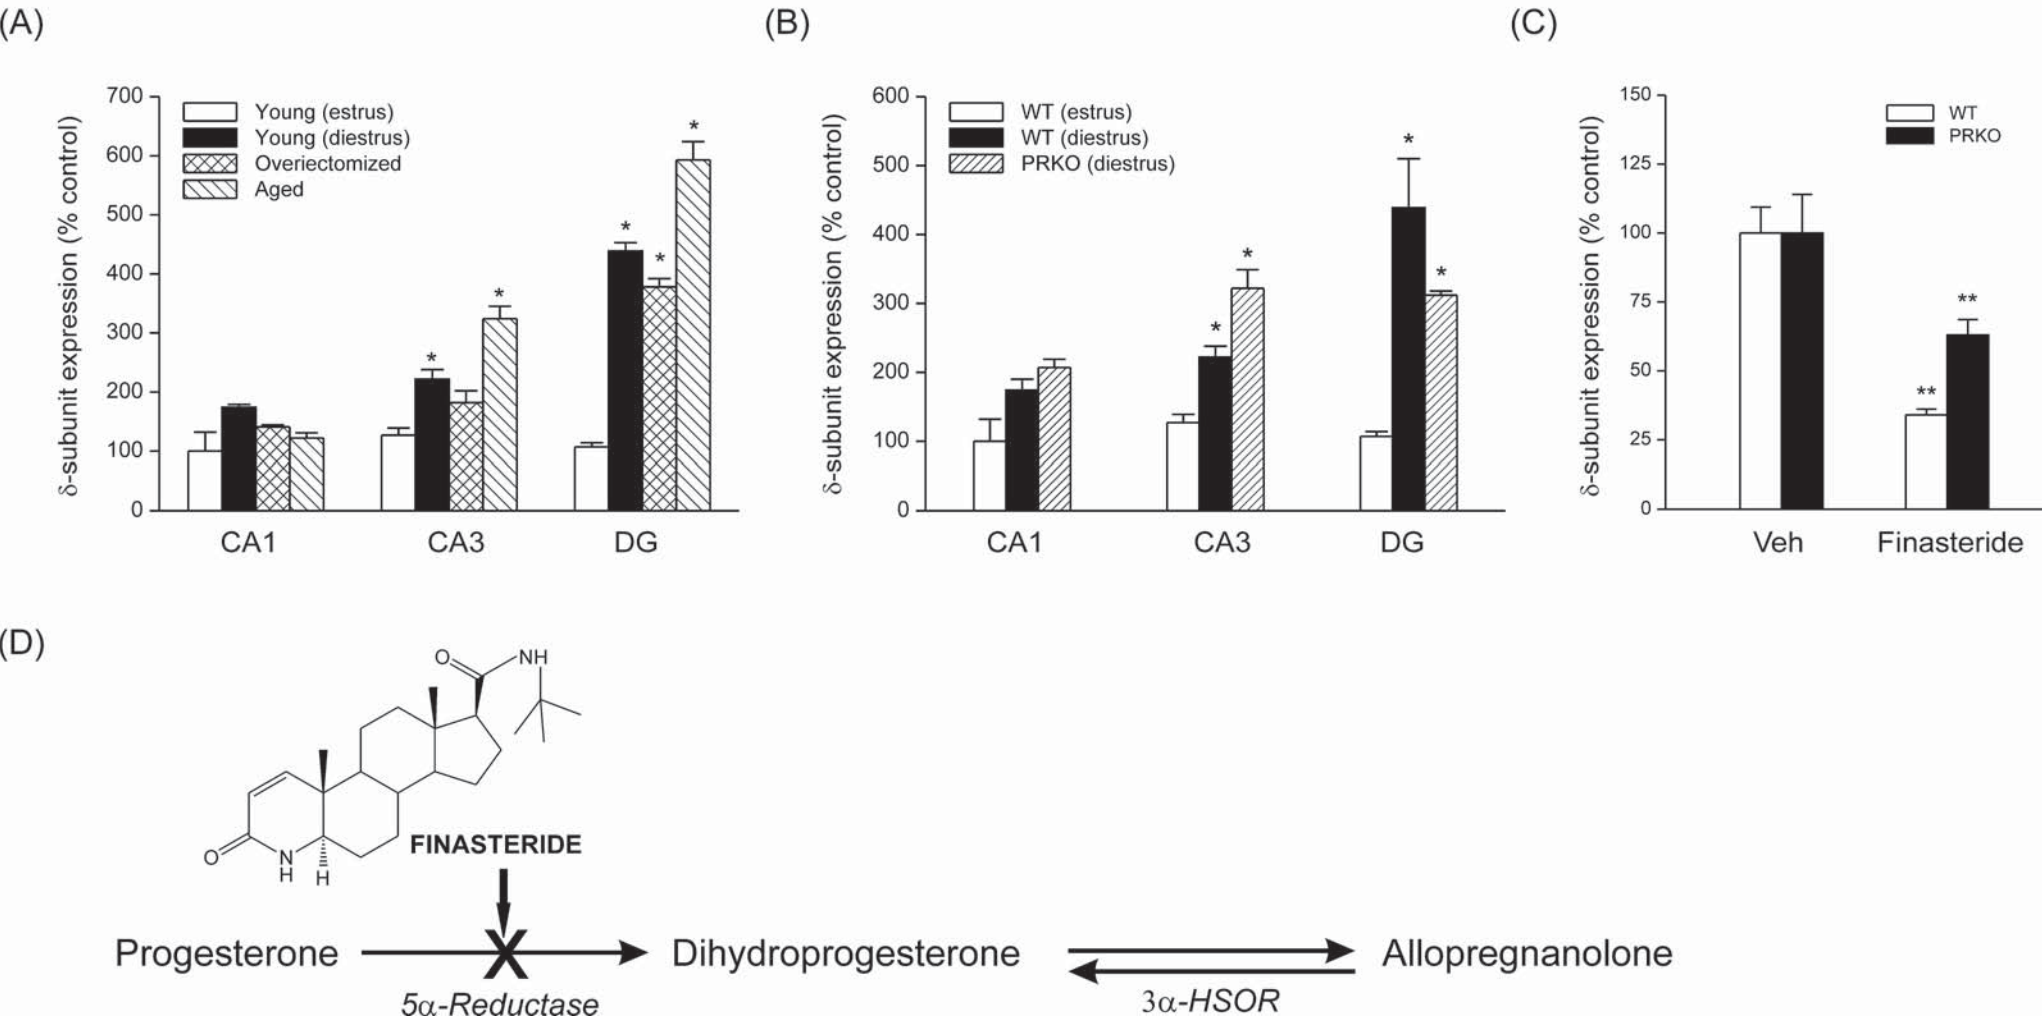 (A)
δ-subunit expression (% control)
700
600
500
400
300
200
100
0
Young (estrus)
Young (diestrus)
Overiectomized
Aged
*
*
*
*
*
CA1
CA3
DG
(B)
δ-subunit expression (% control)
600
500
400
300
200
100
0
WT (estrus)
WT (diestrus)
PRKO (diestrus)
*
*
*
*
CA1
CA3
DG
(C)
δ-subunit expression (% control)
150
125
100
75
50
25
0
WT
PRKO
**
**
Veh
Finasteride
(D)
O
NH
O
N
H
H
FINASTERIDE
Progesterone
X
Dihydroprogesterone
Allopregnanolone
5α-Reductase
3α-HSOR